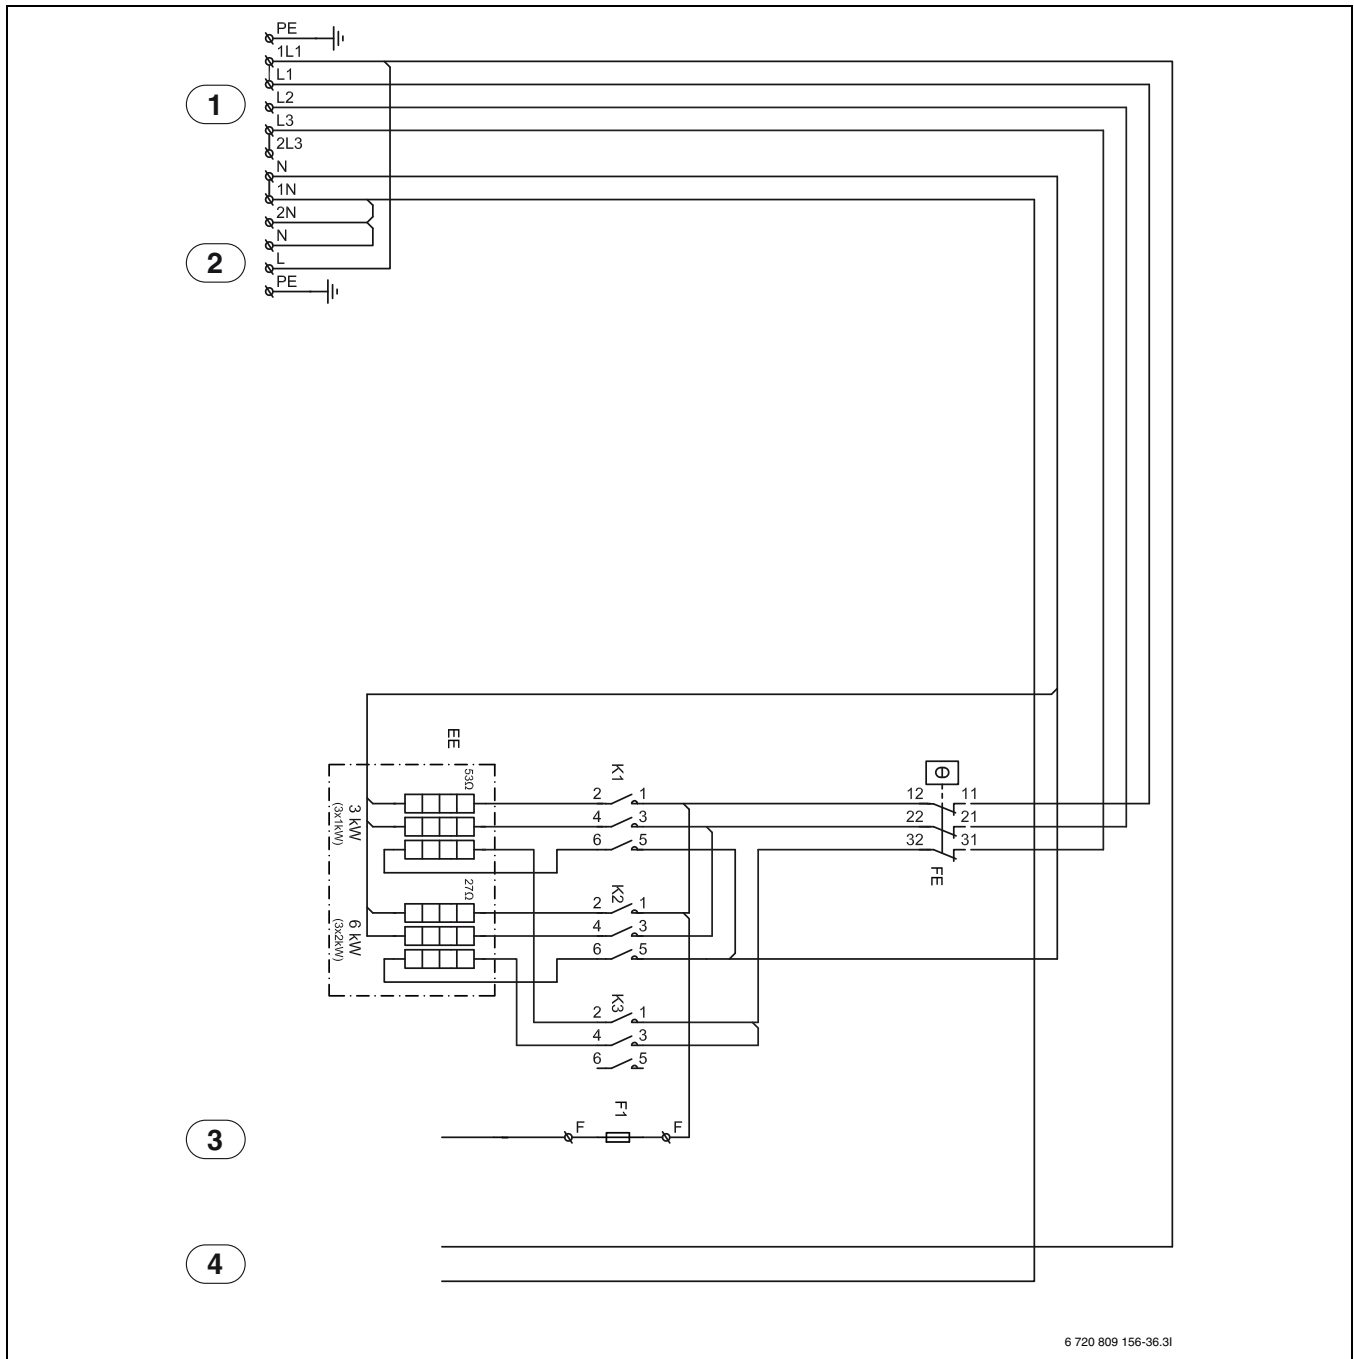 PE
1L1
L1
1
L2
L3
2L3
N
1N
2N
N
2
L
PE
EE
53Ω
3 kW
(3x1kW)
27Ω
6 kW
(3x2kW)
K1
2 1
4 3
6 5
K2
2 1
4 3
6 5
K3
2 1
4 3
6 5
Θ
12 11
22 21
32 31
FE
F1
3
F F
4
6 720 809 156-36.3I